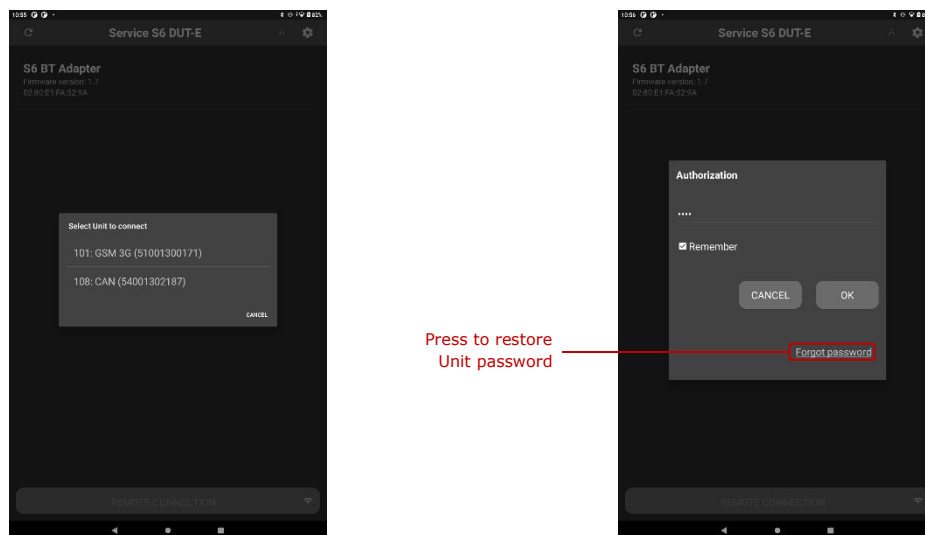 10:55
Service S6 DUT-E
S6 BT Adapter
Firmware version: 1.7
02:80:E1:FA:52:9A
Select Unit to connect
101: GSM 3G (51001300171)
108: CAN (54001302187)
CANCEL
REMOTE CONNECTION
Press to restore
Unit password
10:56
Service S6 DUT-E
S6 BT Adapter
Firmware version: 1.7
02:80:E1:FA:52:9A
Authorization
••••
Remember
CANCEL
OK
Forgot password
REMOTE CONNECTION